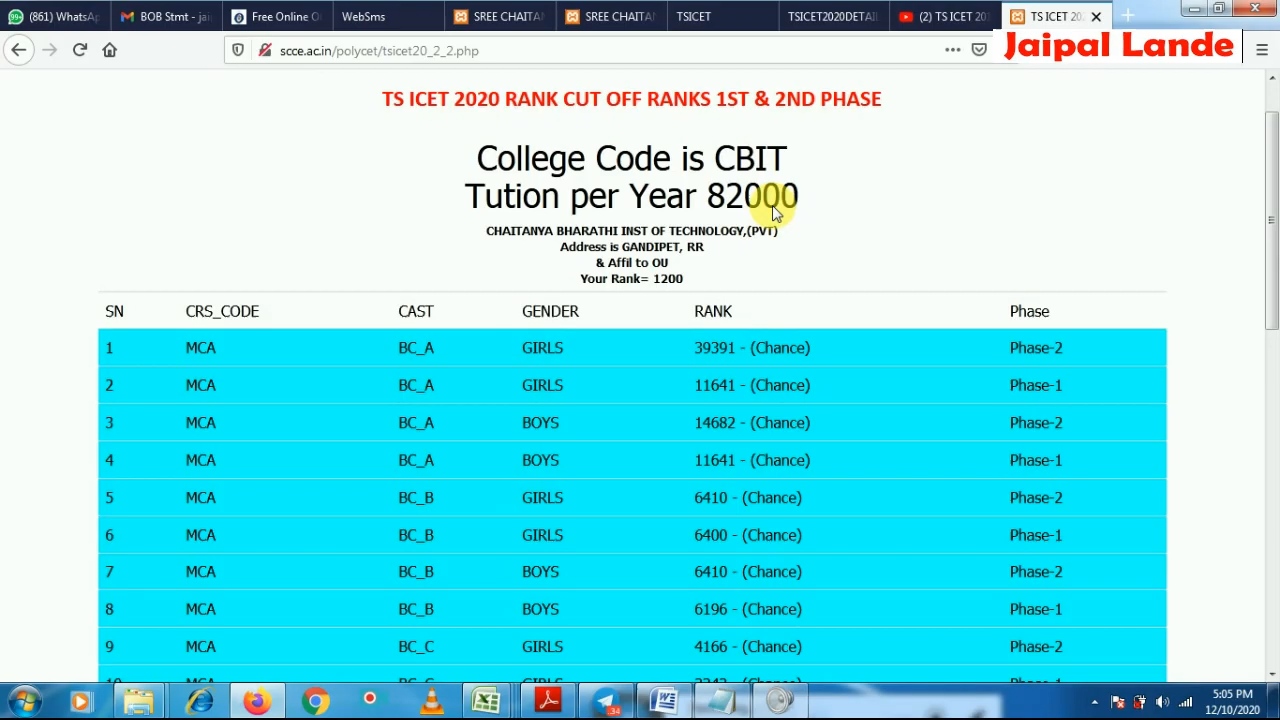 (861) WhatsA
BOB Stmt - jai
Free Online O
WebSms
SREE CHAITAN
SREE CHAITAN
TSICET
TSICET2020DETAIL
(2) TS ICET 20
TS ICET 20
scce.ac.in/polycet/tsicet20_2_2.php
Jaipal Lande
TS ICET 2020 RANK CUT OFF RANKS 1ST & 2ND PHASE
College Code is CBIT
Tution per Year 82000
CHAITANYA BHARATHI INST OF TECHNOLOGY,(PVT)
Address is GANDIPET, RR
& Affil to OU
Your Rank= 1200
SN CRS_CODE CAST GENDER RANK Phase
1 MCA BC_A GIRLS 39391 - (Chance) Phase-2
2 MCA BC_A GIRLS 11641 - (Chance) Phase-1
3 MCA BC_A BOYS 14682 - (Chance) Phase-2
4 MCA BC_A BOYS 11641 - (Chance) Phase-1
5 MCA BC_B GIRLS 6410 - (Chance) Phase-2
6 MCA BC_B GIRLS 6400 - (Chance) Phase-1
7 MCA BC_B BOYS 6410 - (Chance) Phase-2
8 MCA BC_B BOYS 6196 - (Chance) Phase-1
9 MCA BC_C GIRLS 4166 - (Chance) Phase-2
34
5:05 PM
12/10/2020